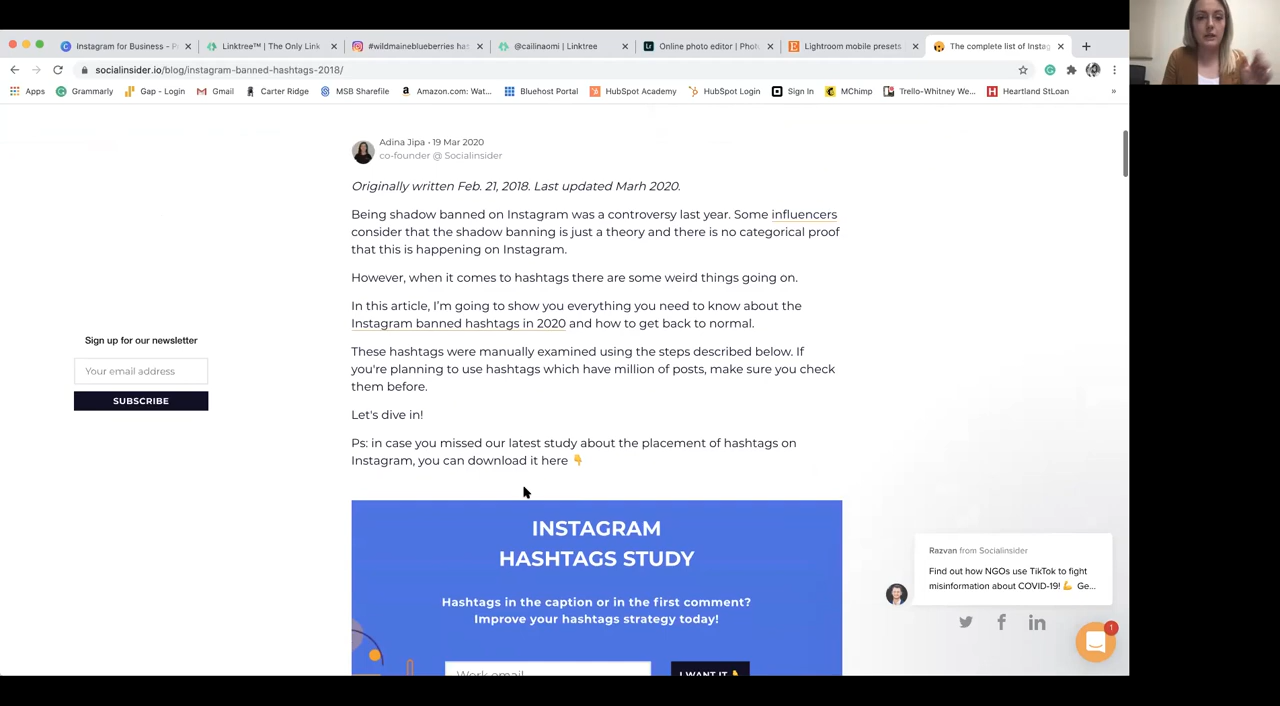 Instagram for Business - P
Linktree™ | The Only Link
#wildmaineblueberries has
@cailinaomi | Linktree
Online photo editor | Phot
Lightroom mobile presets
The complete list of Instag
socialinsider.io/blog/instagram-banned-hashtags-2018/
Apps
Grammarly
Gap - Login
Gmail
Carter Ridge
MSB Sharefile
Amazon.com: Wat...
Bluehost Portal
HubSpot Academy
HubSpot Login
Sign In
MChimp
Trello-Whitney We...
Heartland StLoan
»
Adina Jipa • 19 Mar 2020
co-founder @ Socialinsider
Originally written Feb. 21, 2018. Last updated Marh 2020.
Being shadow banned on Instagram was a controversy last year. Some influencers
consider that the shadow banning is just a theory and there is no categorical proof
that this is happening on Instagram.
However, when it comes to hashtags there are some weird things going on.
In this article, I'm going to show you everything you need to know about the
Instagram banned hashtags in 2020 and how to get back to normal.
These hashtags were manually examined using the steps described below. If
you're planning to use hashtags which have million of posts, make sure you check
them before.
Let's dive in!
Ps: in case you missed our latest study about the placement of hashtags on
Instagram, you can download it here 👇
Sign up for our newsletter
Your email address
SUBSCRIBE
INSTAGRAM
HASHTAGS STUDY
Hashtags in the caption or in the first comment?
Improve your hashtags strategy today!
Work email
I WANT IT 👇
Razvan from Socialinsider
Find out how NGOs use TikTok to fight
misinformation about COVID-19! 💪 Ge...
1